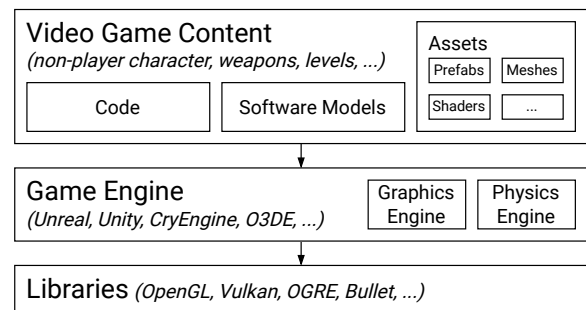 Video Game Content
(non-player character, weapons, levels, ...)
Code
Software Models
Assets
Prefabs
Meshes
Shaders
...
Game Engine
(Unreal, Unity, CryEngine, O3DE, ...)
Graphics
Engine
Physics
Engine
Libraries (OpenGL, Vulkan, OGRE, Bullet, ...)